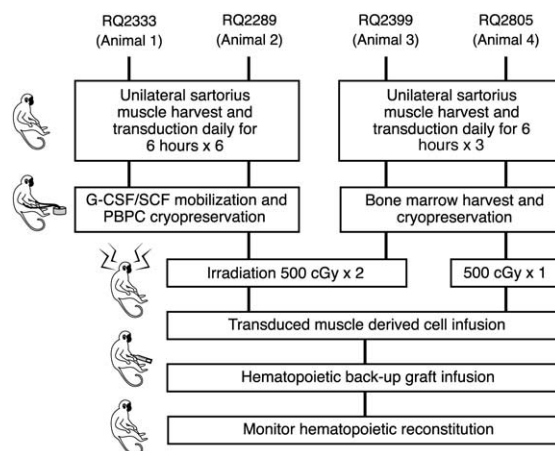 RQ2333 RQ2289 RQ2399 RQ2805
(Animal 1) (Animal 2) (Animal 3) (Animal 4)
Unilateral sartorius
muscle harvest and
transduction daily for
6 hours x 6
Unilateral sartorius
muscle harvest and
transduction daily for 6
hours x 3
G-CSF/SCF mobilization and
PBPC cryopreservation
Bone marrow harvest and
cryopreservation
Irradiation 500 cGy x 2
500 cGy x 1
Transduced muscle derived cell infusion
Hematopoietic back-up graft infusion
Monitor hematopoietic reconstitution